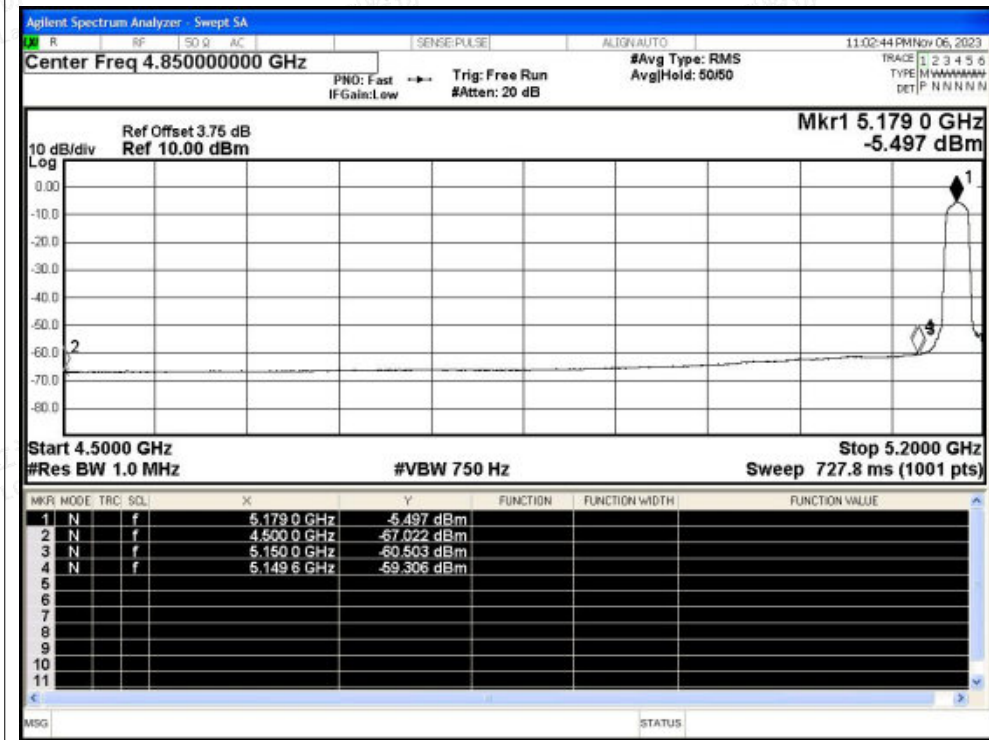 Agilent Spectrum Analyzer - Swept SA
R RF 50 Ω AC SENSE:PULSE ALIGN AUTO 11:02:44 PM Nov 06, 2023
Center Freq 4.850000000 GHz
PNO: Fast
IFGain:Low
Trig: Free Run
#Atten: 20 dB
#Avg Type: RMS
Avg|Hold: 50/50
TRACE 1 2 3 4 5 6
TYPE M
DET P N N N N N
Mkr1 5.179 0 GHz
-5.497 dBm
Ref Offset 3.75 dB
10 dB/div Ref 10.00 dBm
Log
0.00
-10.0
-20.0
-30.0
-40.0
-50.0
-60.0
-70.0
-80.0
1
2
Start 4.5000 GHz Stop 5.2000 GHz
#Res BW 1.0 MHz #VBW 750 Hz Sweep 727.8 ms (1001 pts)
MKR MODE TRC SCL X Y FUNCTION FUNCTION WIDTH FUNCTION VALUE
1 N f 5.179 0 GHz -5.497 dBm
2 N f 4.500 0 GHz -67.022 dBm
3 N f 5.150 0 GHz -60.503 dBm
4 N f 5.149 6 GHz -59.306 dBm
5
6
7
8
9
10
11
MSG STATUS